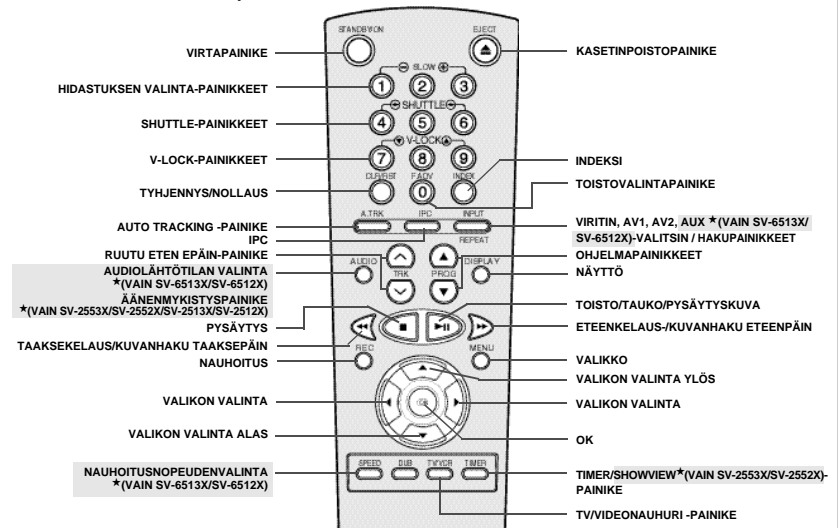 STANDBY/ON
EJECT
VIRTAPAINIKE
KASETINPOISTOPAINIKE
SLOW
HIDASTUKSEN VALINTA-PAINIKKEET
1 2 3
SHUTTLE
SHUTTLE-PAINIKKEET
4 5 6
V-LOCK
V-LOCK-PAINIKKEET
7 8 9
INDEKSI
CLR/RST F.ADV INDEX
TYHJENNYS/NOLLAUS
0
TOISTOVALINTAPAINIKE
A.TRK IPC INPUT
AUTO TRACKING -PAINIKE
VIRITIN, AV1, AV2, AUX ★(VAIN SV-6513X/
SV-6512X)-VALITSIN / HAKUPAINIKKEET
IPC
REPEAT
RUUTU ETEN EPÄIN-PAINIKE
OHJELMAPAINIKKEET
AUDIO DISPLAY
AUDIOLÄHTÖTILAN VALINTA
★(VAIN SV-6513X/SV-6512X)
NÄYTTÖ
TRK PROG
ÄÄNENMYKISTYSPAINIKE
★(VAIN SV-2553X/SV-2552X/SV-2513X/SV-2512X)
TOISTO/TAUKO/PYSÄYTYSKUVA
PYSÄYTYS
ETEENKELAUS-/KUVANHAKU ETEENPÄIN
TAAKSEKELAUS/KUVANHAKU TAAKSEPÄIN
REC MENU
NAUHOITUS
VALIKKO
VALIKON VALINTA YLÖS
VALIKON VALINTA
VALIKON VALINTA
OK
VALIKON VALINTA ALAS
OK
SPEED DUB TV/VCR TIMER
NAUHOITUSNOPEUDENVALINTA
★(VAIN SV-6513X/SV-6512X)
TIMER/SHOWVIEW★(VAIN SV-2553X/SV-2552X)-
PAINIKE
TV/VIDEONAUHURI -PAINIKE